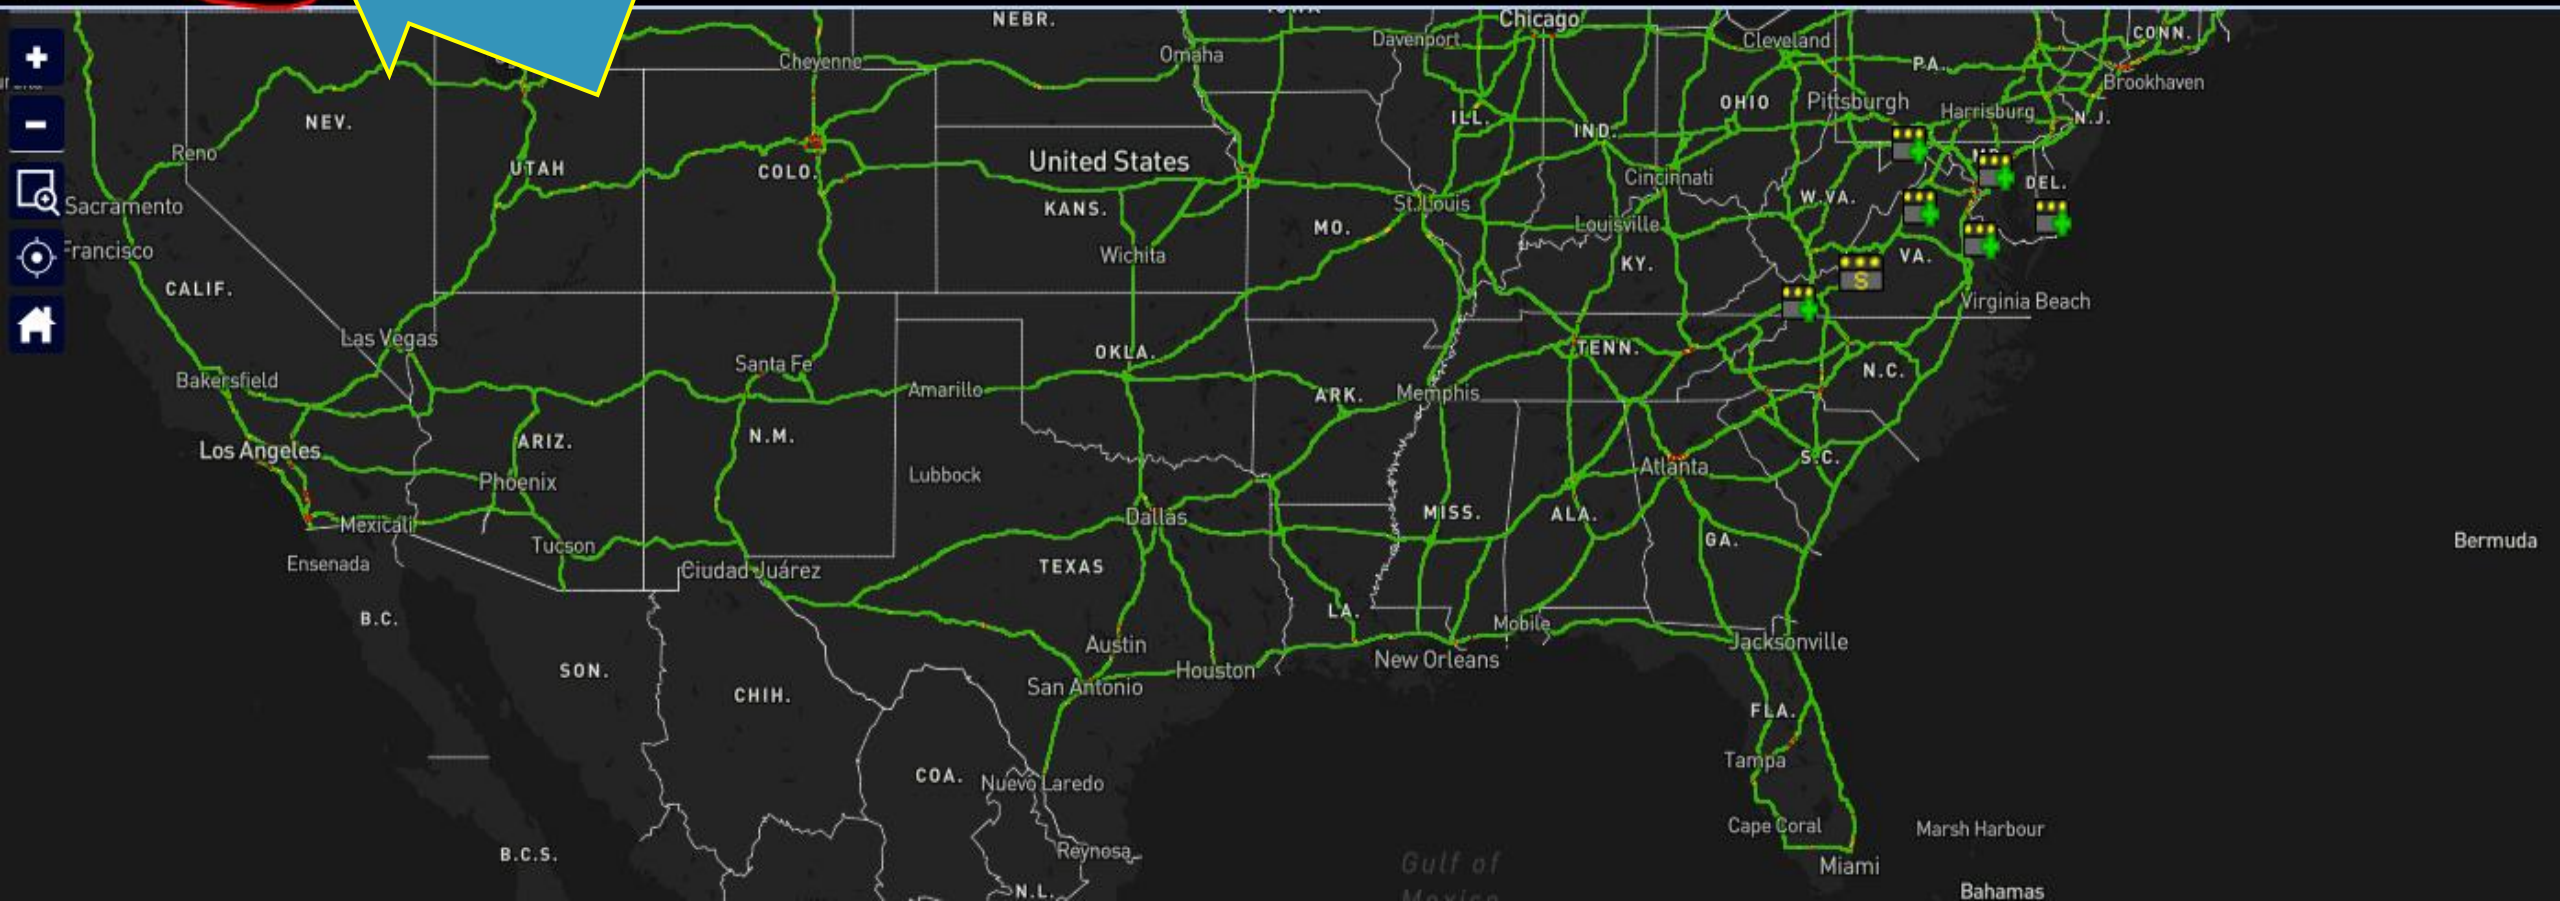 NEBR.
Chicago
Davenport
Cleveland
CONN.
Omaha
Cheyenne
PA.
Brookhaven
OHIO
Pittsburgh
Harrisburg
NEV.
ILL.
IND.
N.J.
Reno
UTAH
COLO.
United States
Cincinnati
DEL.
Sacramento
KANS.
St. Louis
W.VA.
Francisco
Wichita
MO.
Louisville
VA.
KY.
S
CALIF.
Virginia Beach
Las Vegas
OKLA.
TENN.
Santa Fe
N.C.
Bakersfield
Amarillo
ARK.
Memphis
Los Angeles
ARIZ.
N.M.
Atlanta
S.C.
Phoenix
Lubbock
Mexicali
Dallas
MISS.
ALA.
GA.
Bermuda
Tucson
Ensenada
Ciudad Juárez
TEXAS
B.C.
LA.
Mobile
Austin
Jacksonville
SON.
Houston
New Orleans
CHIH.
San Antonio
FLA.
Tampa
COA.
Nuevo Laredo
Cape Coral
Marsh Harbour
B.C.S.
Reynosa
Gulf of
Mexico
Miami
N.L.
Bahamas